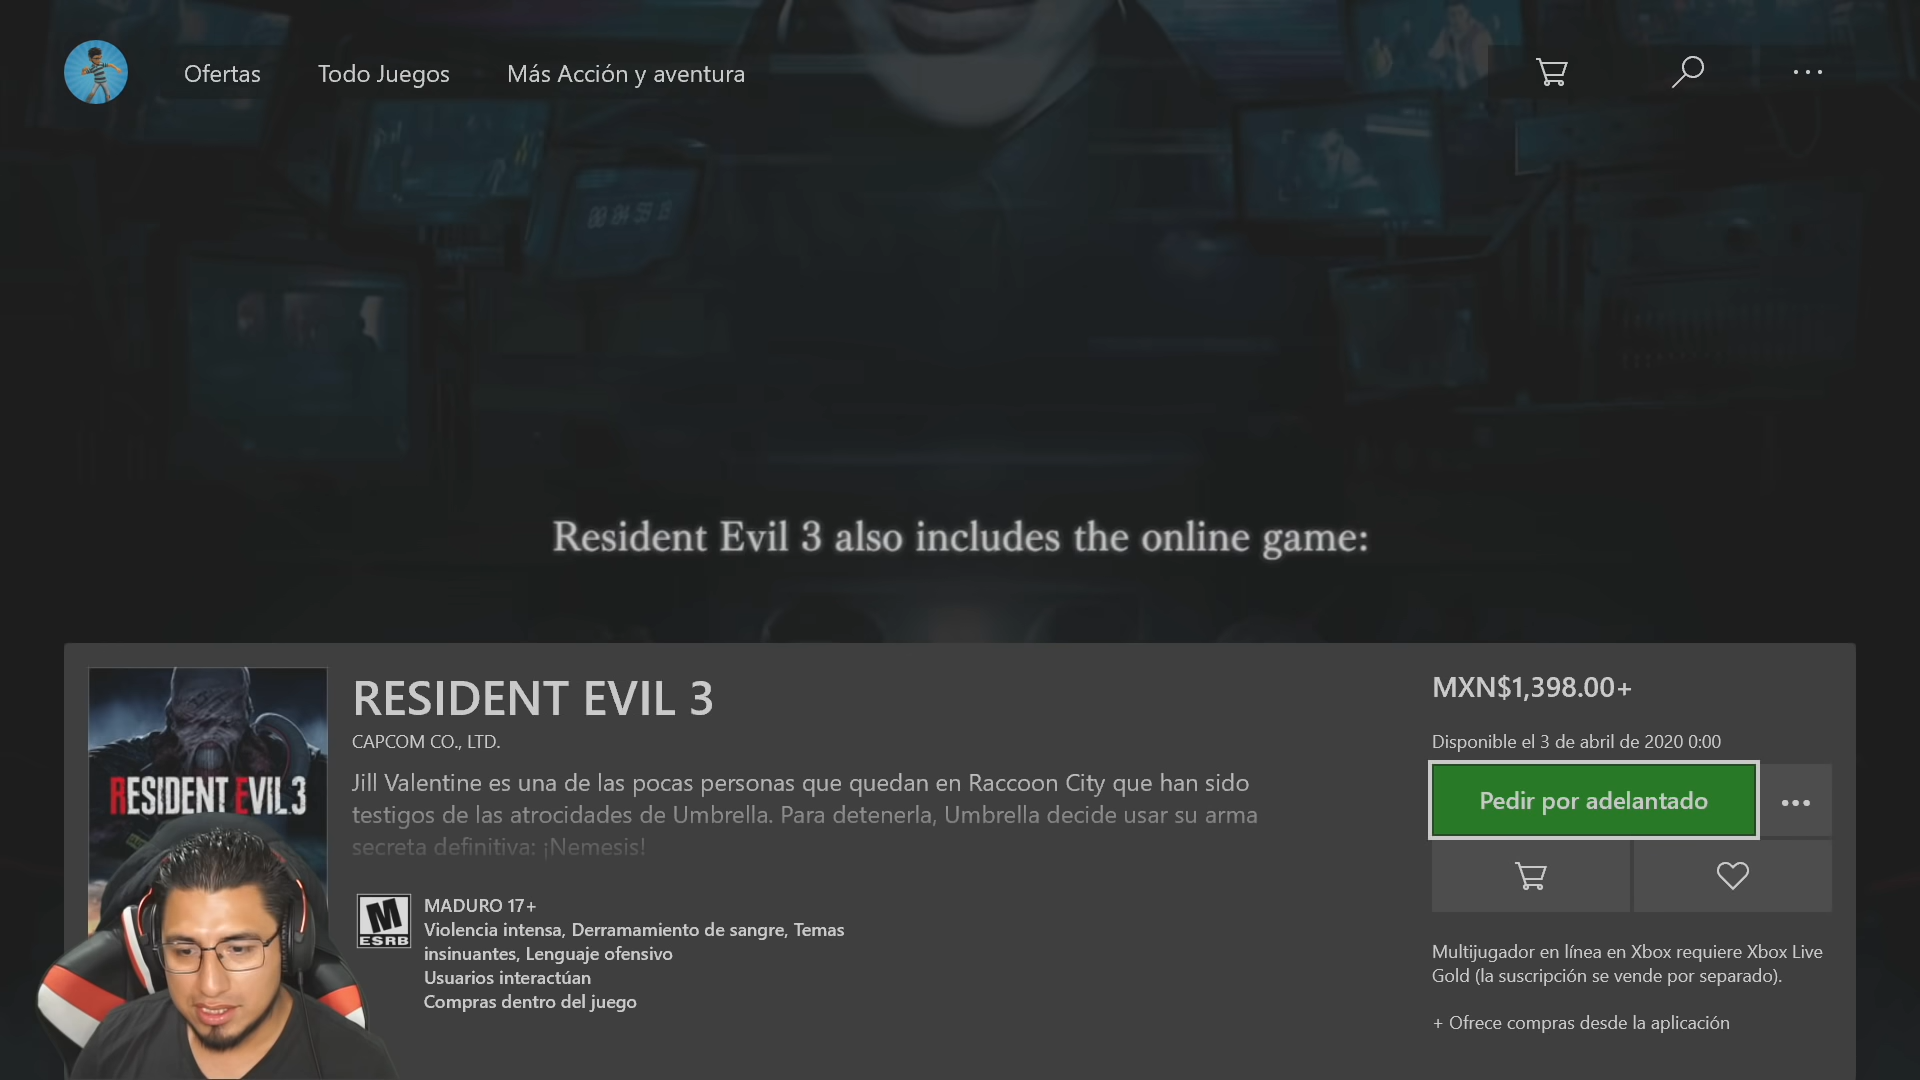 Ofertas
Todo Juegos
Más Acción y aventura
00:04:59
Resident Evil 3 also includes the online game:
RESIDENT EVIL 3
RESIDENT EVIL 3
CAPCOM CO., LTD.
Jill Valentine es una de las pocas personas que quedan en Raccoon City que han sido
testigos de las atrocidades de Umbrella. Para detenerla, Umbrella decide usar su arma
secreta definitiva: ¡Nemesis!
M
ESRB
MADURO 17+
Violencia intensa, Derramamiento de sangre, Temas
insinuantes, Lenguaje ofensivo
Usuarios interactúan
Compras dentro del juego
MXN$1,398.00+
Disponible el 3 de abril de 2020 0:00
Pedir por adelantado
Multijugador en línea en Xbox requiere Xbox Live
Gold (la suscripción se vende por separado).
+ Ofrece compras desde la aplicación